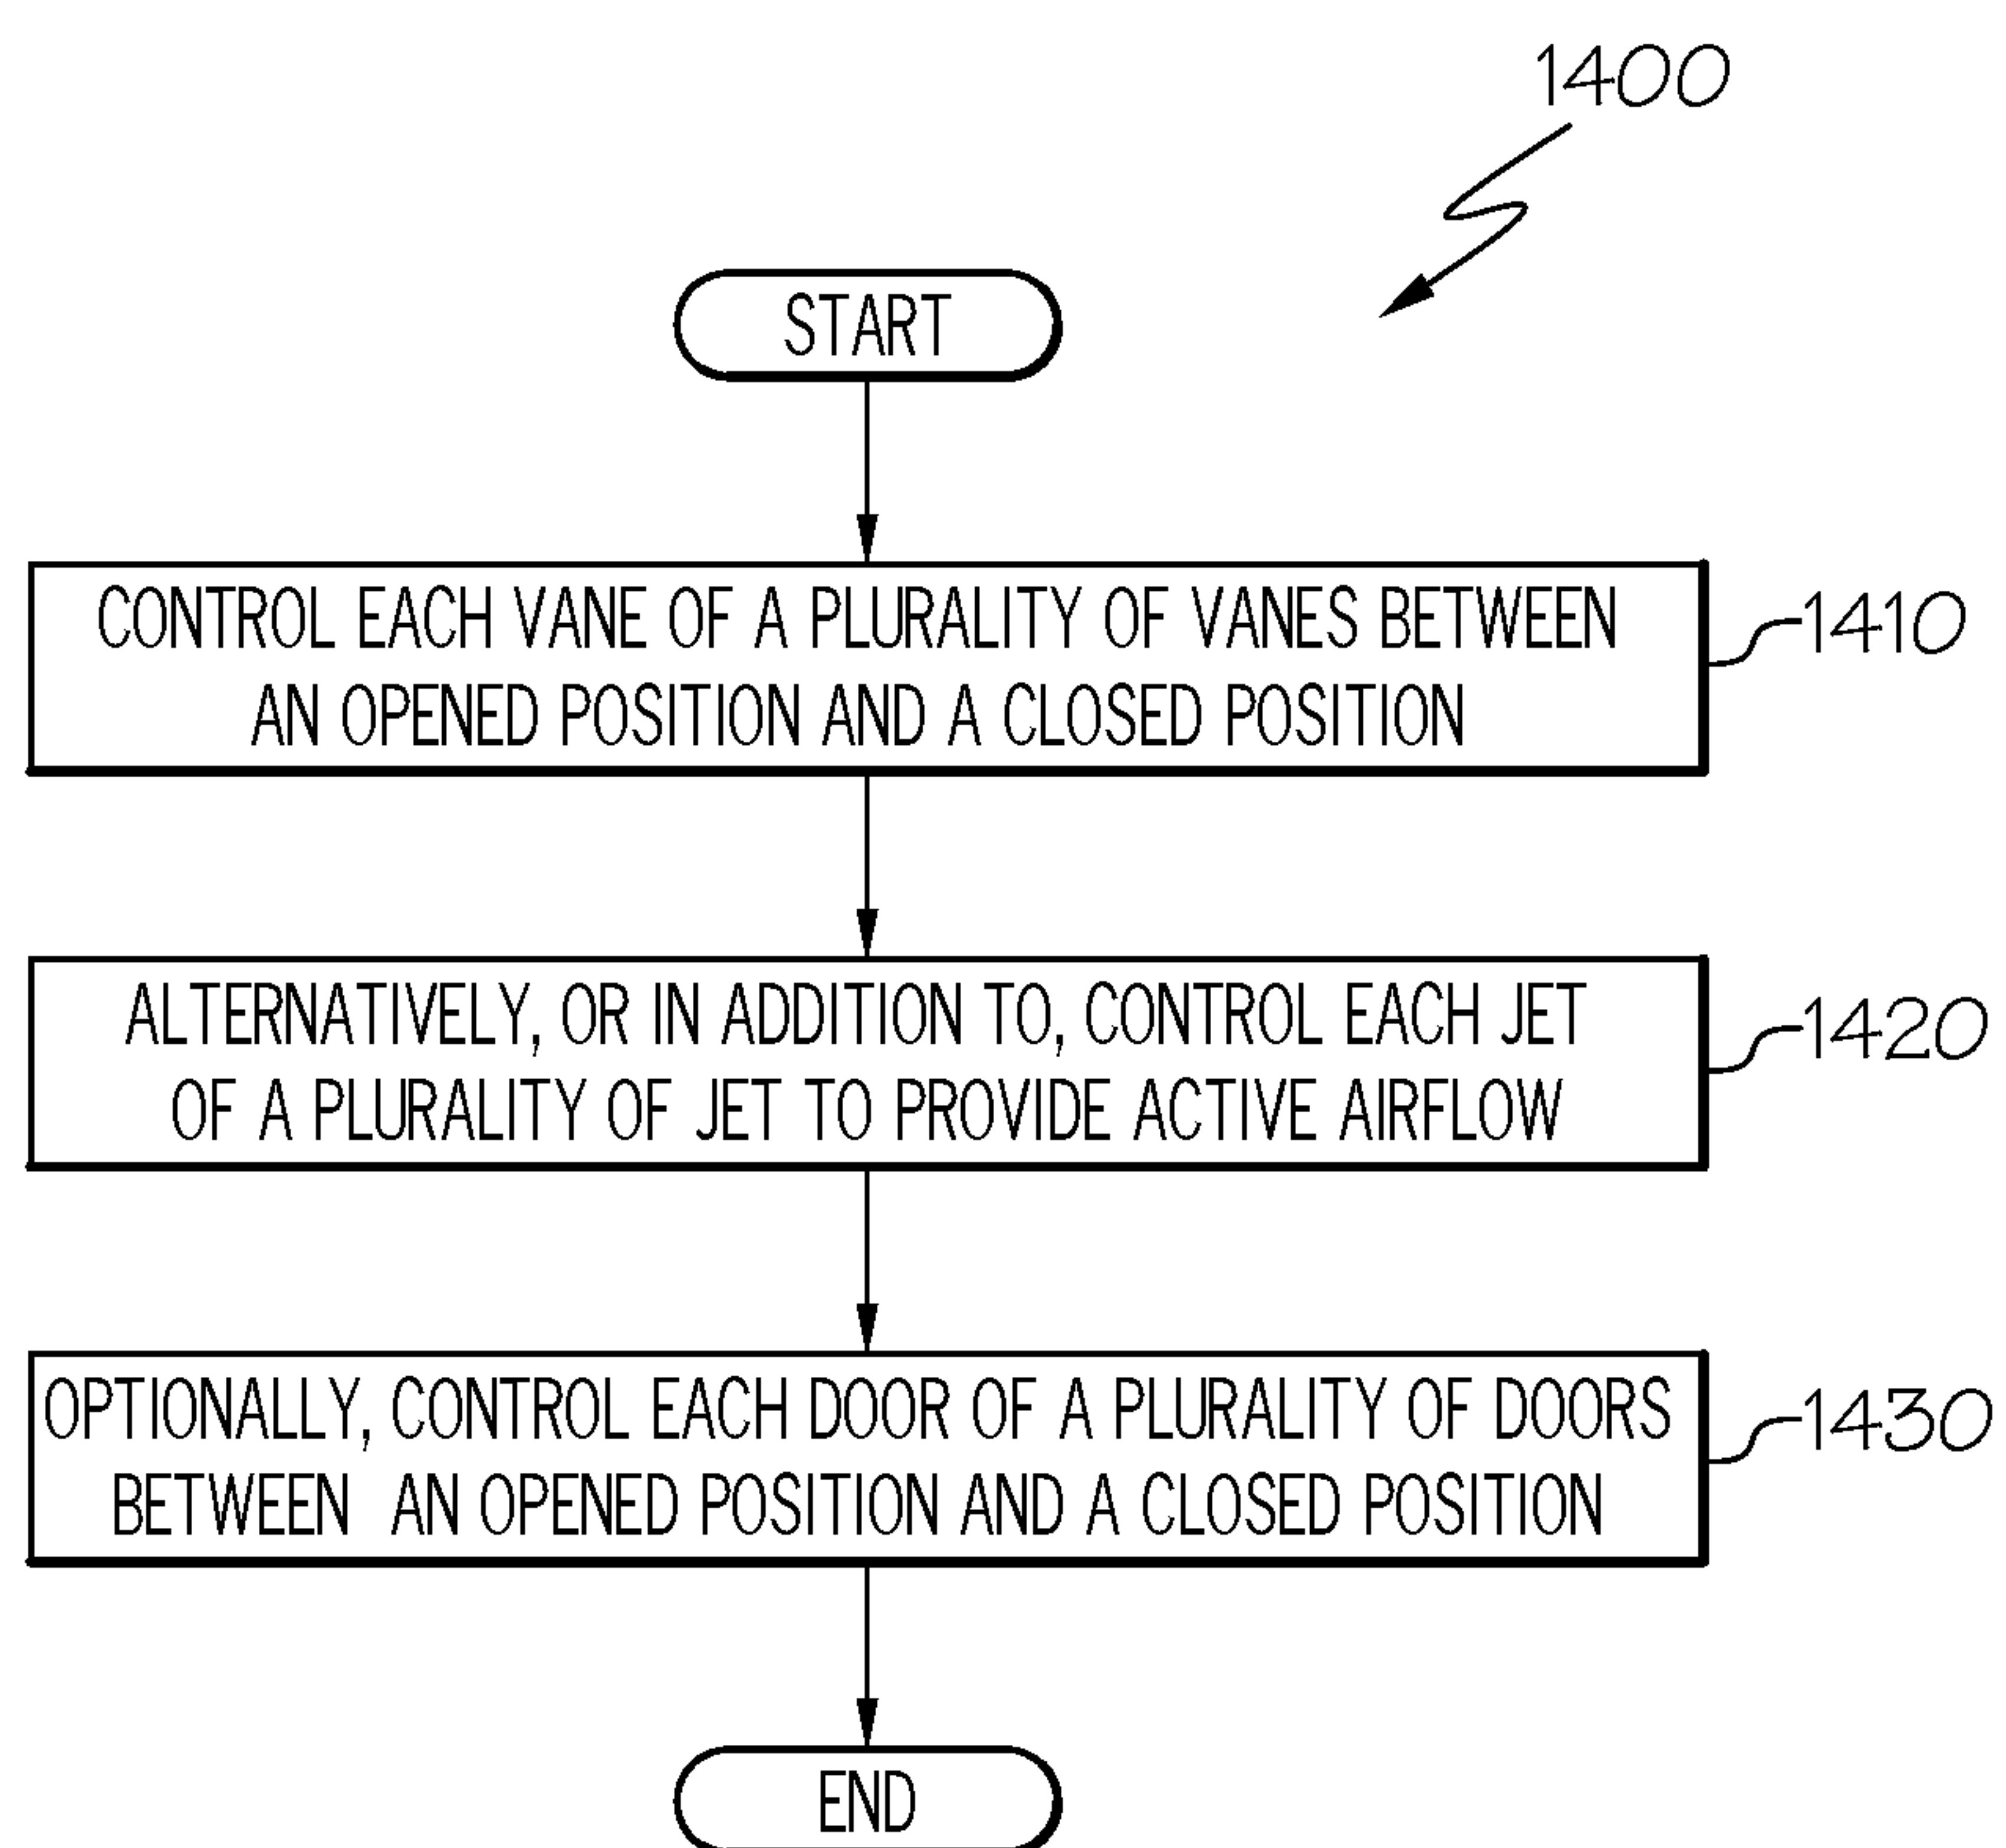 1400
START
CONTROL EACH VANE OF A PLURALITY OF VANES BETWEEN
AN OPENED POSITION AND A CLOSED POSITION
1410
ALTERNATIVELY, OR IN ADDITION TO, CONTROL EACH JET
OF A PLURALITY OF JET TO PROVIDE ACTIVE AIRFLOW
1420
OPTIONALLY, CONTROL EACH DOOR OF A PLURALITY OF DOORS
BETWEEN AN OPENED POSITION AND A CLOSED POSITION
1430
END